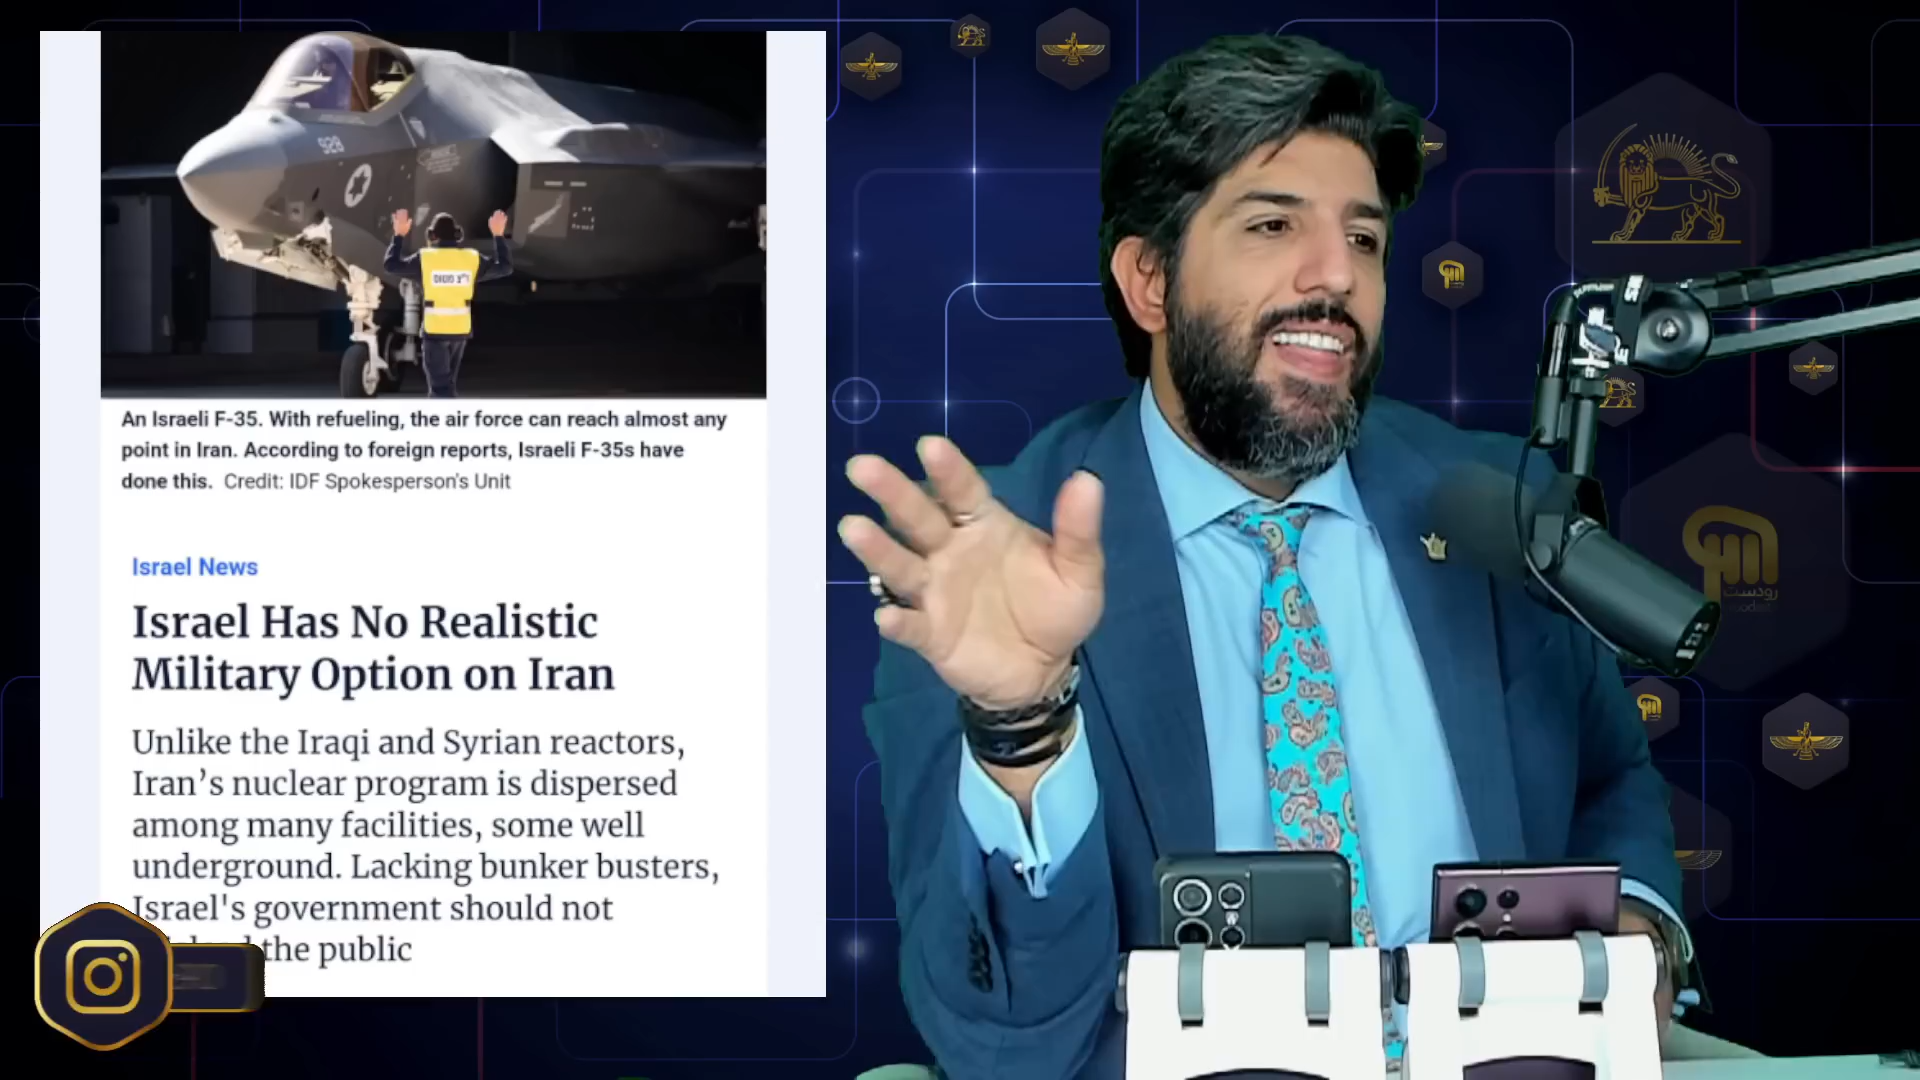 928
An Israeli F-35. With refueling, the air force can reach almost any
point in Iran. According to foreign reports, Israeli F-35s have
done this. Credit: IDF Spokesperson's Unit
Israel News
Israel Has No Realistic
Military Option on Iran
Unlike the Iraqi and Syrian reactors,
Iran’s nuclear program is dispersed
among many facilities, some well
underground. Lacking bunker busters,
Israel's government should not
the public
رودست